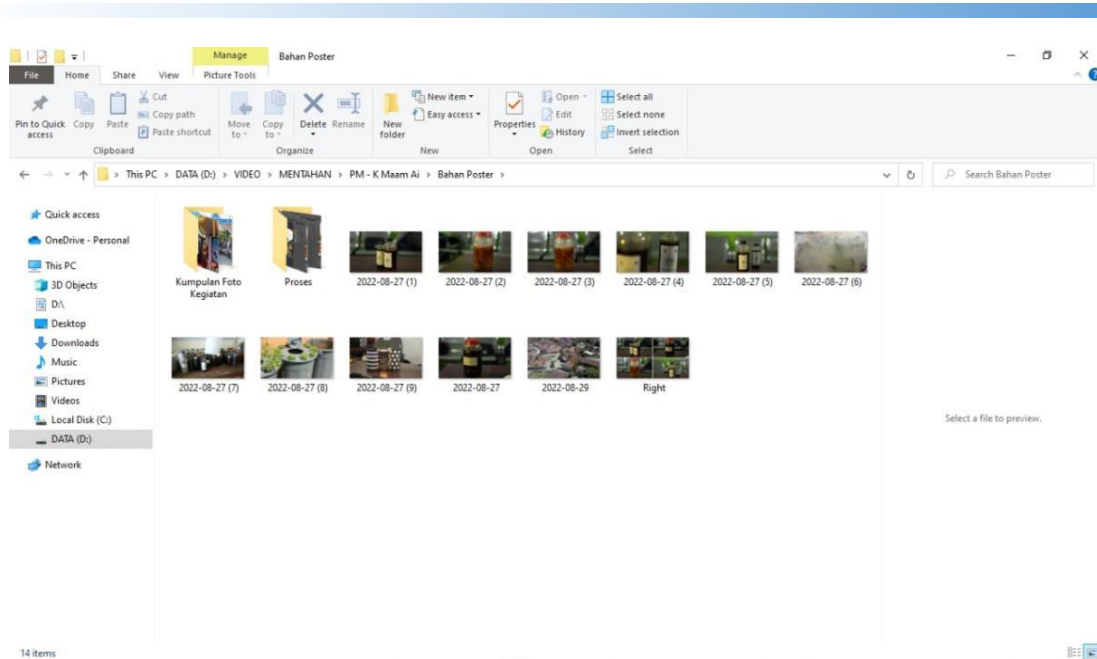 Manage Bahan Poster
File Home Share View Picture Tools
Pin to Quick access
Copy
Paste
Cut
Copy path
Paste shortcut
Clipboard
Move to
Copy to
Delete
Rename
Organize
New folder
New item
Easy access
New
Properties
Open
Edit
History
Open
Select all
Select none
Invert selection
Select
This PC > DATA (D:) > VIDEO > MENTAHAN > PM - K Maam Ai > Bahan Poster >
Search Bahan Poster
Quick access
OneDrive - Personal
This PC
3D Objects
D:\
Desktop
Downloads
Music
Pictures
Videos
Local Disk (C:)
DATA (D:)
Network
Kumpulan Foto Kegiatan
Proses
2022-08-27 (1)
2022-08-27 (2)
2022-08-27 (3)
2022-08-27 (4)
2022-08-27 (5)
2022-08-27 (6)
2022-08-27 (7)
2022-08-27 (8)
2022-08-27 (9)
2022-08-27
2022-08-29
Right
Select a file to preview.
14 items